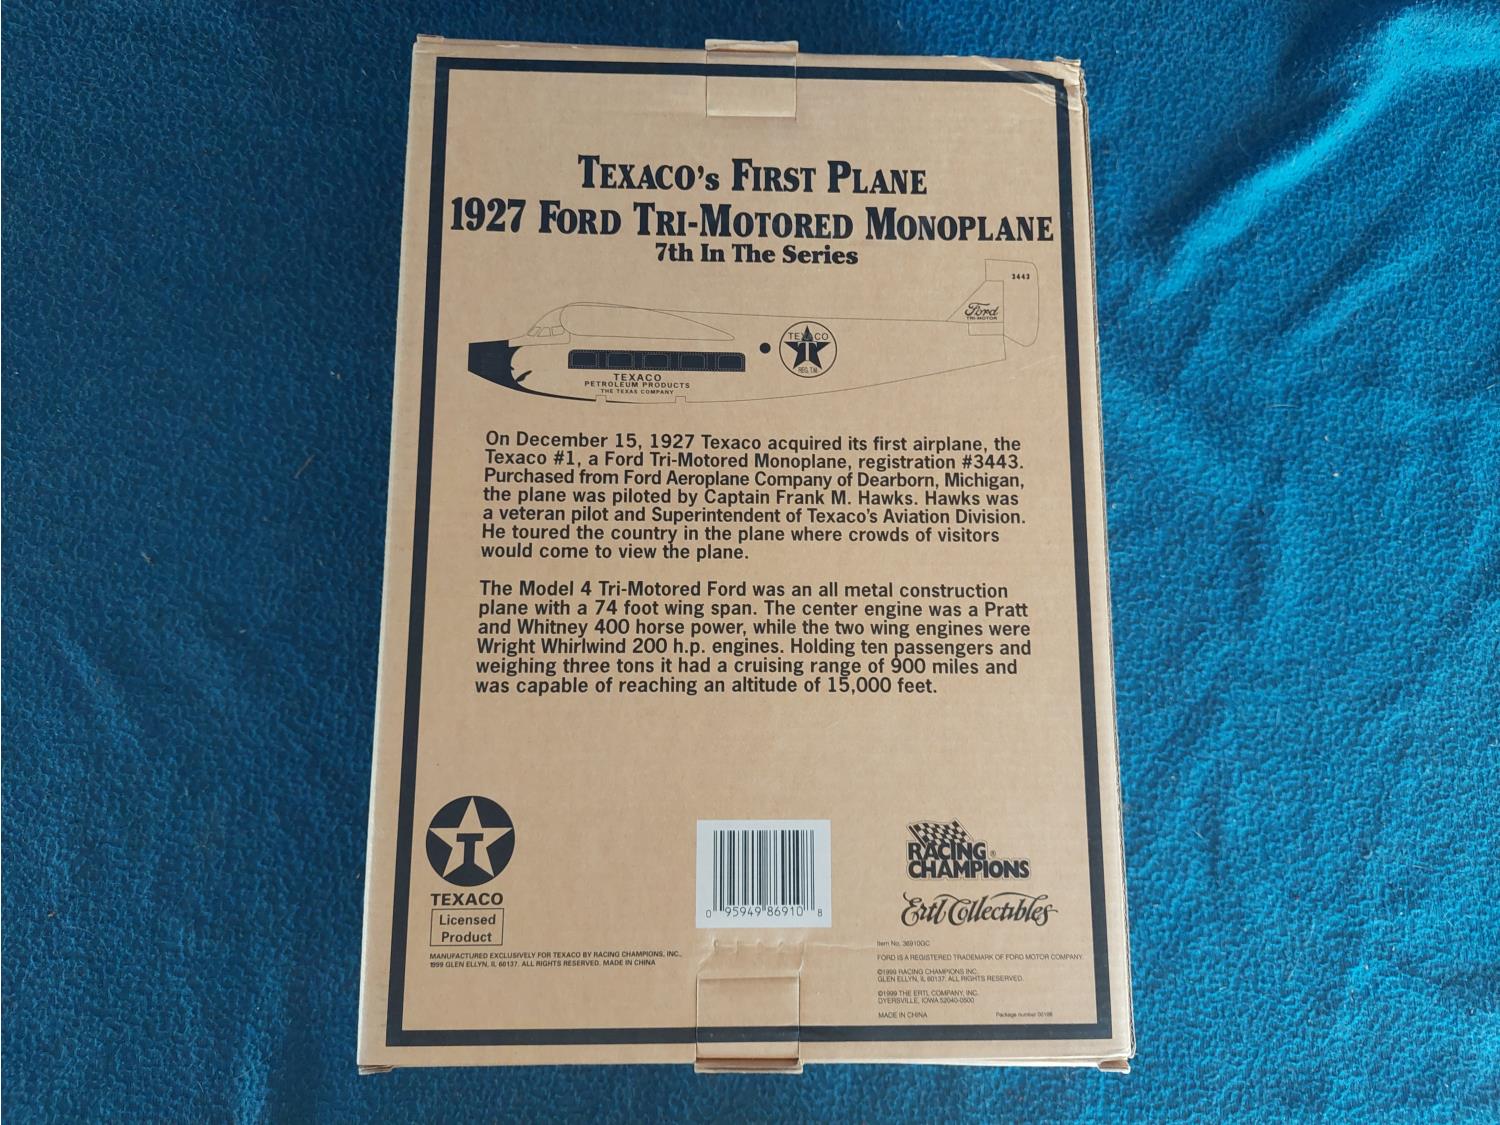 TEXACO's FIRST PLANE
1927 FORD TRI-MOTORED MONOPLANE
7th In The Series
3443
Ford
TRI-MOTOR
TEXACO
T
REG. T.M.
TEXACO
PETROLEUM PRODUCTS
THE TEXAS COMPANY
On December 15, 1927 Texaco acquired its first airplane, the
Texaco #1, a Ford Tri-Motored Monoplane, registration #3443.
Purchased from Ford Aeroplane Company of Dearborn, Michigan,
the plane was piloted by Captain Frank M. Hawks. Hawks was
a veteran pilot and Superintendent of Texaco's Aviation Division.
He toured the country in the plane where crowds of visitors
would come to view the plane.
The Model 4 Tri-Motored Ford was an all metal construction
plane with a 74 foot wing span. The center engine was a Pratt
and Whitney 400 horse power, while the two wing engines were
Wright Whirlwind 200 h.p. engines. Holding ten passengers and
weighing three tons it had a cruising range of 900 miles and
was capable of reaching an altitude of 15,000 feet.
T
TEXACO
Licensed
Product
MANUFACTURED EXCLUSIVELY FOR TEXACO BY RACING CHAMPIONS, INC.,
1999 GLEN ELLYN, IL 60137. ALL RIGHTS RESERVED. MADE IN CHINA
0 95949 86910 8
RACING
CHAMPIONS
®
Ertl Collectibles
Item No. 36910GC
FORD IS A REGISTERED TRADEMARK OF FORD MOTOR COMPANY
©1999 RACING CHAMPIONS INC.
GLEN ELLYN, IL 60137. ALL RIGHTS RESERVED.
©1999 THE ERTL COMPANY, INC.
DYERSVILLE, IOWA 52040-0500
MADE IN CHINA
Package number